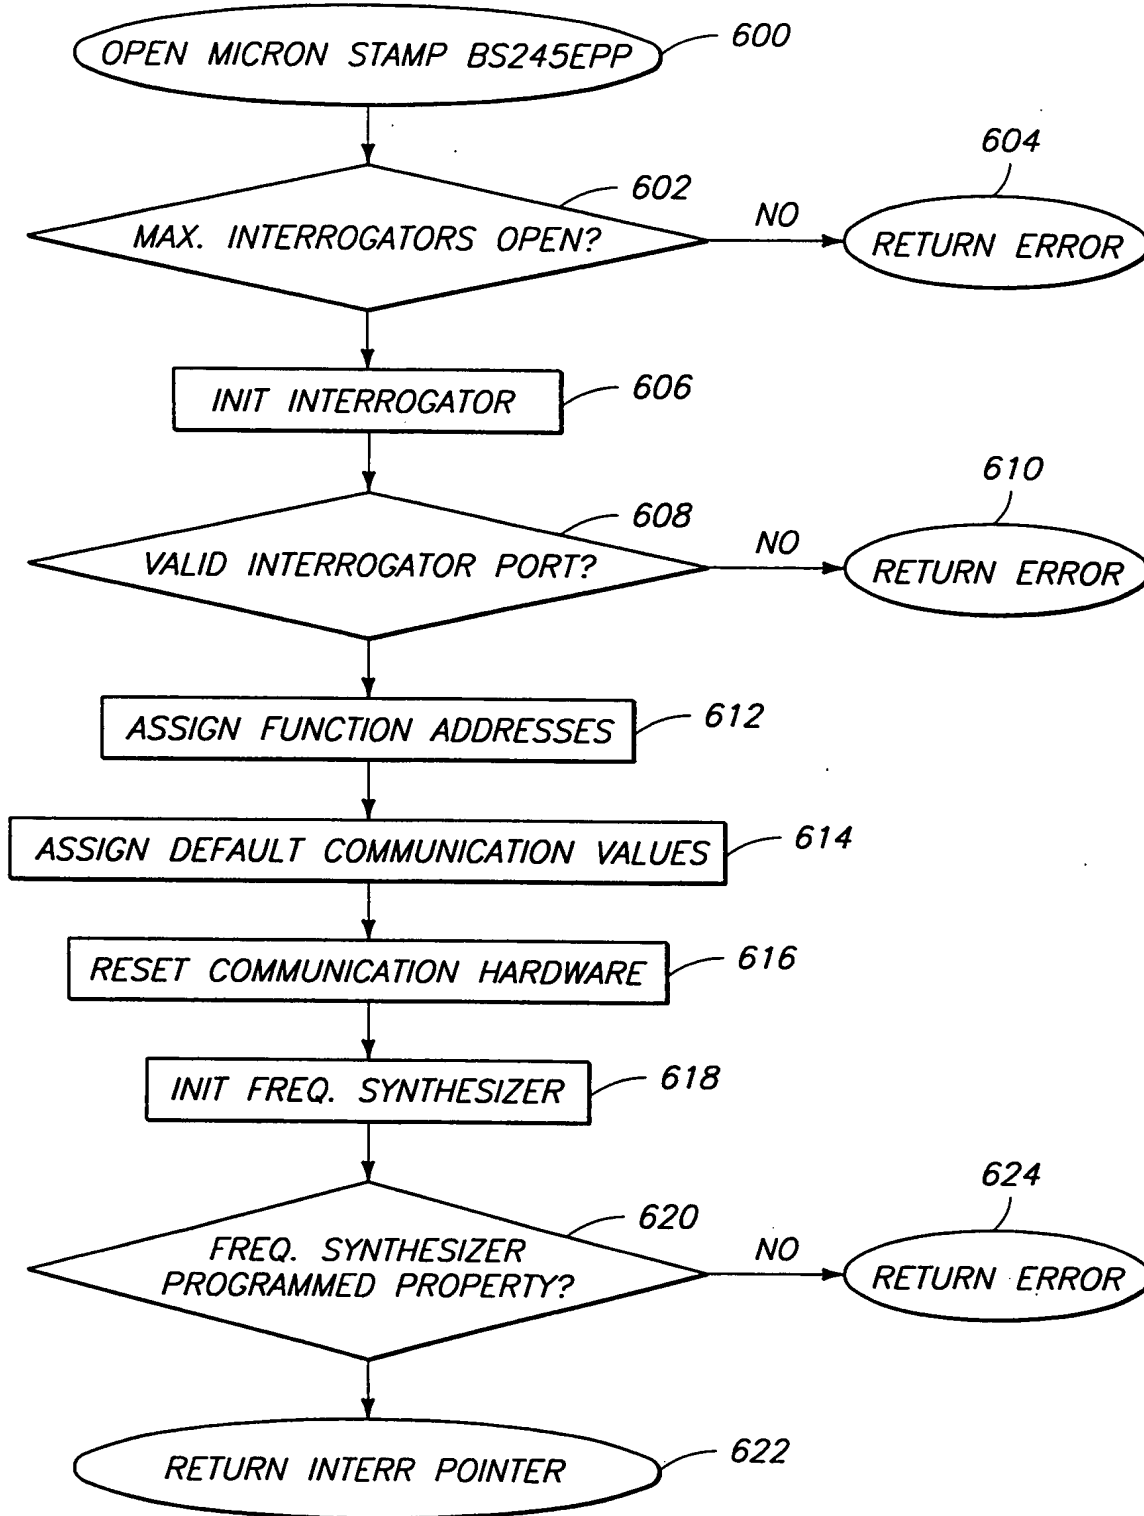 OPEN MICRON STAMP BS245EPP
600
MAX. INTERROGATORS OPEN?
602
NO
604
RETURN ERROR
INIT INTERROGATOR
606
VALID INTERROGATOR PORT?
608
NO
610
RETURN ERROR
ASSIGN FUNCTION ADDRESSES
612
ASSIGN DEFAULT COMMUNICATION VALUES
614
RESET COMMUNICATION HARDWARE
616
INIT FREQ. SYNTHESIZER
618
FREQ. SYNTHESIZER
PROGRAMMED PROPERTY?
620
NO
624
RETURN ERROR
RETURN INTERR POINTER
622